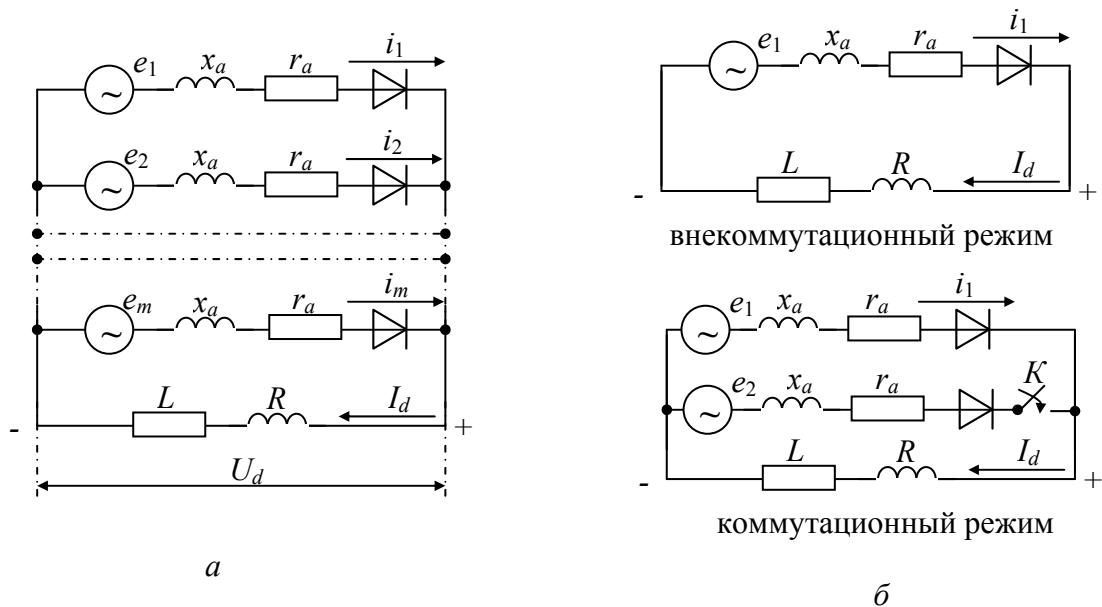 e1 xa ra i1
~
e2 xa ra i2
~
em xa ra im
~
L R Id
- +
Ud
а
e1 xa ra i1
~
L R Id
- +
внекоммутационный режим
e1 xa ra i1
~
e2 xa ra К
~
L R Id
- +
коммутационный режим
б